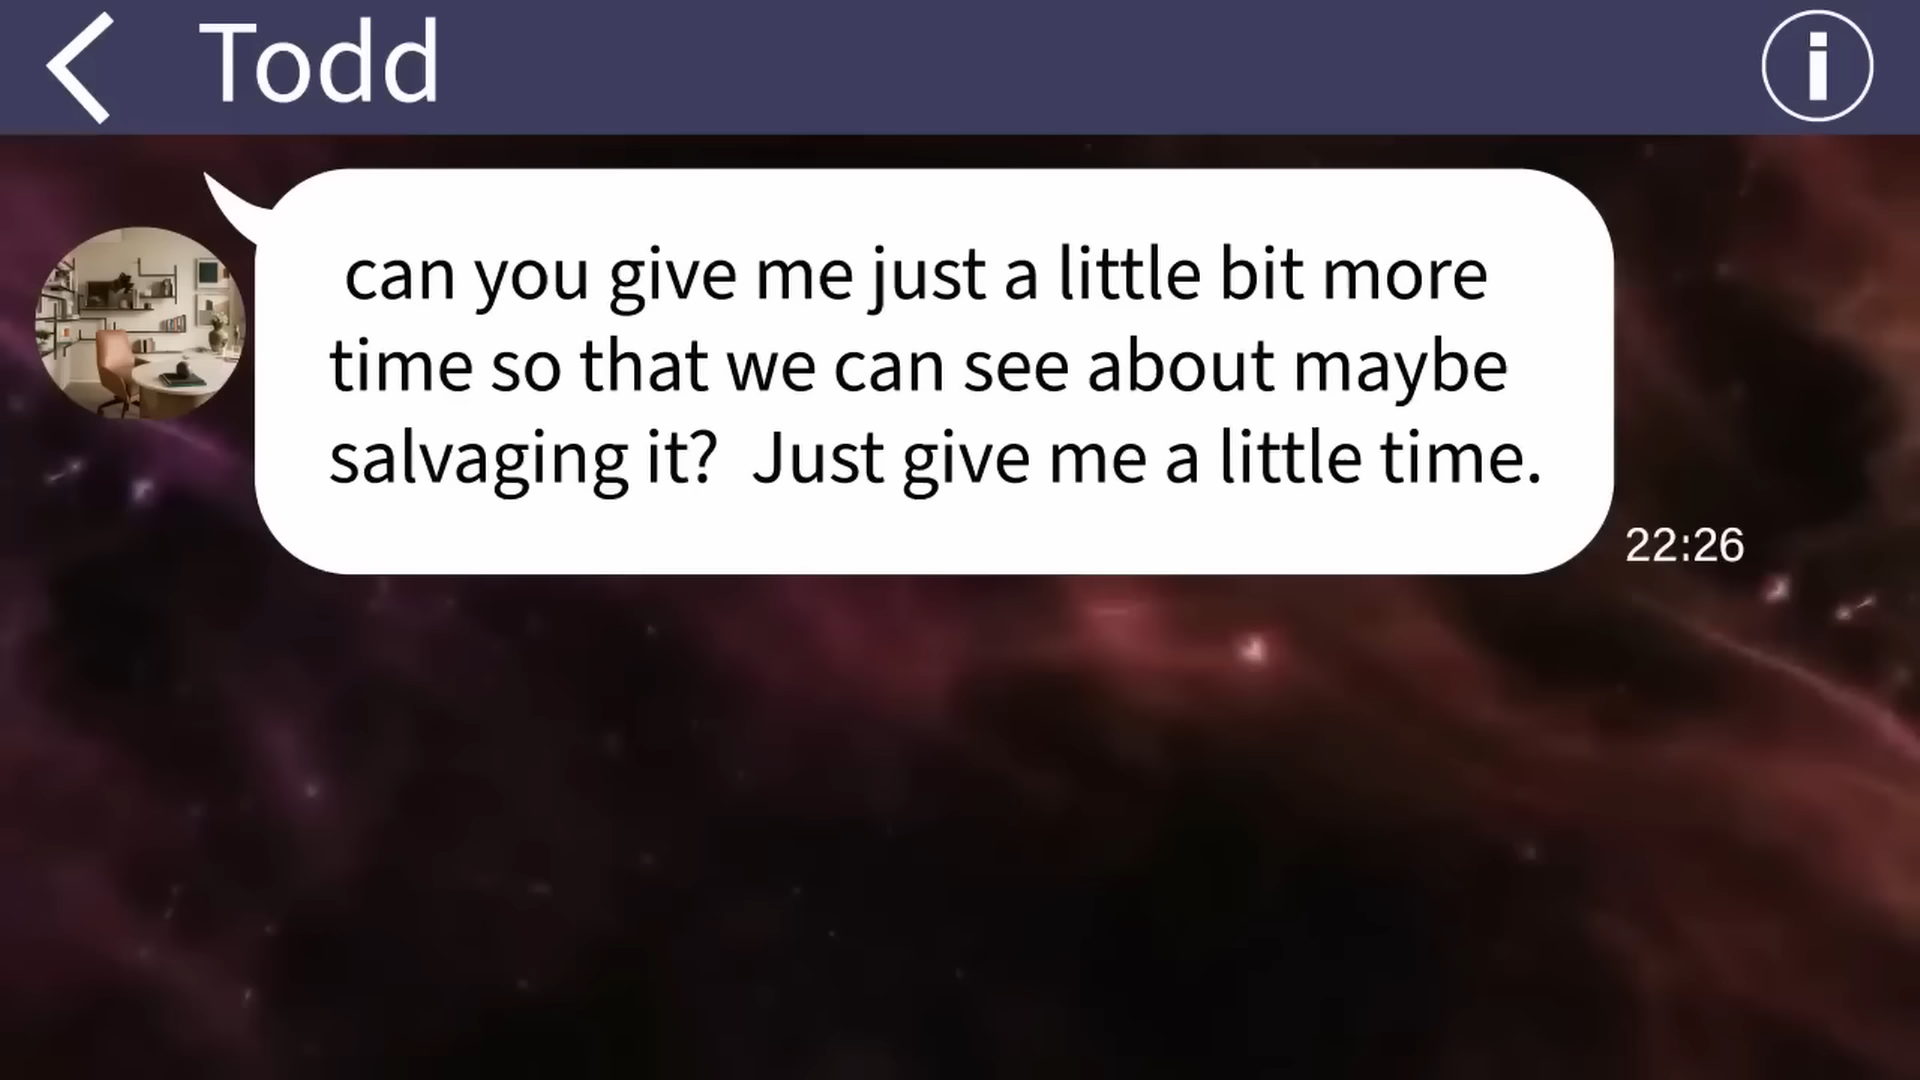 Todd
can you give me just a little bit more
time so that we can see about maybe
salvaging it?  Just give me a little time.
22:26